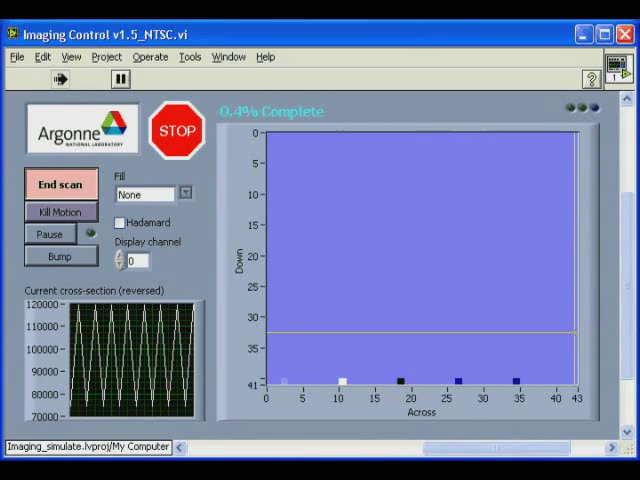 Imaging Control v1.5_NTSC.vi
File Edit View Project Operate Tools Window Help
?
1
Argonne
NATIONAL LABORATORY
STOP
0.4% Complete
End scan
Kill Motion
Pause
Bump
Fill
None
Hadamard
Display channel
0
Current cross-section (reversed)
120000
110000
100000
90000
80000
70000
Down
0
5
10
15
20
25
30
35
41
0 5 10 15 20 25 30 35 40 43
Across
Imaging_simulate.lvproj/My Computer